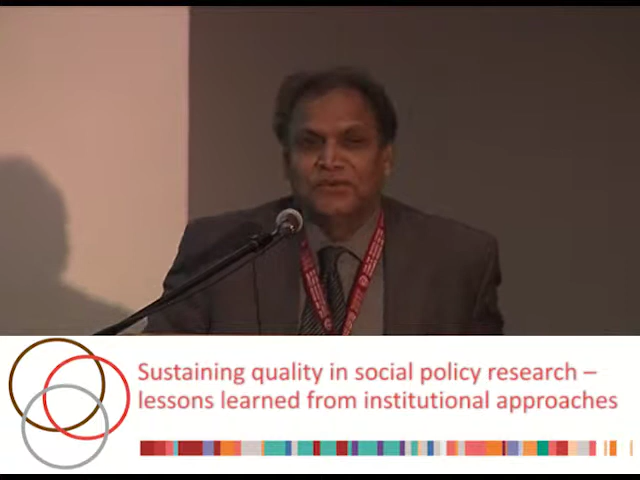 Sustaining quality in social policy research –
lessons learned from institutional approaches